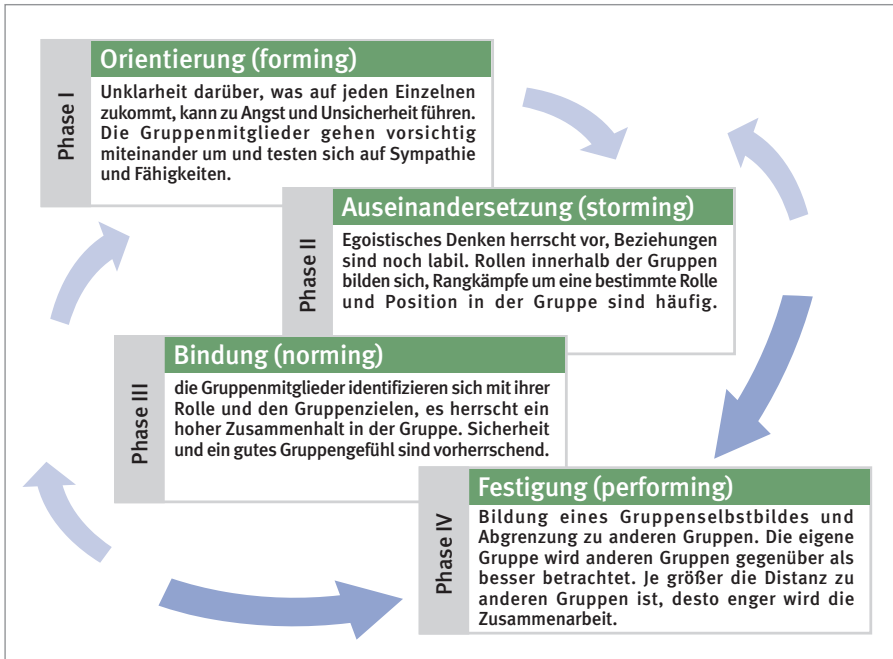 Phase I
Orientierung (forming)
Unklarheit darüber, was auf jeden Einzelnen
zukommt, kann zu Angst und Unsicherheit führen.
Die Gruppenmitglieder gehen vorsichtig
miteinander um und testen sich auf Sympathie
und Fähigkeiten.
Phase II
Auseinandersetzung (storming)
Egoistisches Denken herrscht vor, Beziehungen
sind noch labil. Rollen innerhalb der Gruppen
bilden sich, Rangkämpfe um eine bestimmte Rolle
und Position in der Gruppe sind häufig.
Phase III
Bindung (norming)
die Gruppenmitglieder identifizieren sich mit ihrer
Rolle und den Gruppenzielen, es herrscht ein
hoher Zusammenhalt in der Gruppe. Sicherheit
und ein gutes Gruppengefühl sind vorherrschend.
Phase IV
Festigung (performing)
Bildung eines Gruppenselbstbildes und
Abgrenzung zu anderen Gruppen. Die eigene
Gruppe wird anderen Gruppen gegenüber als
besser betrachtet. Je größer die Distanz zu
anderen Gruppen ist, desto enger wird die
Zusammenarbeit.